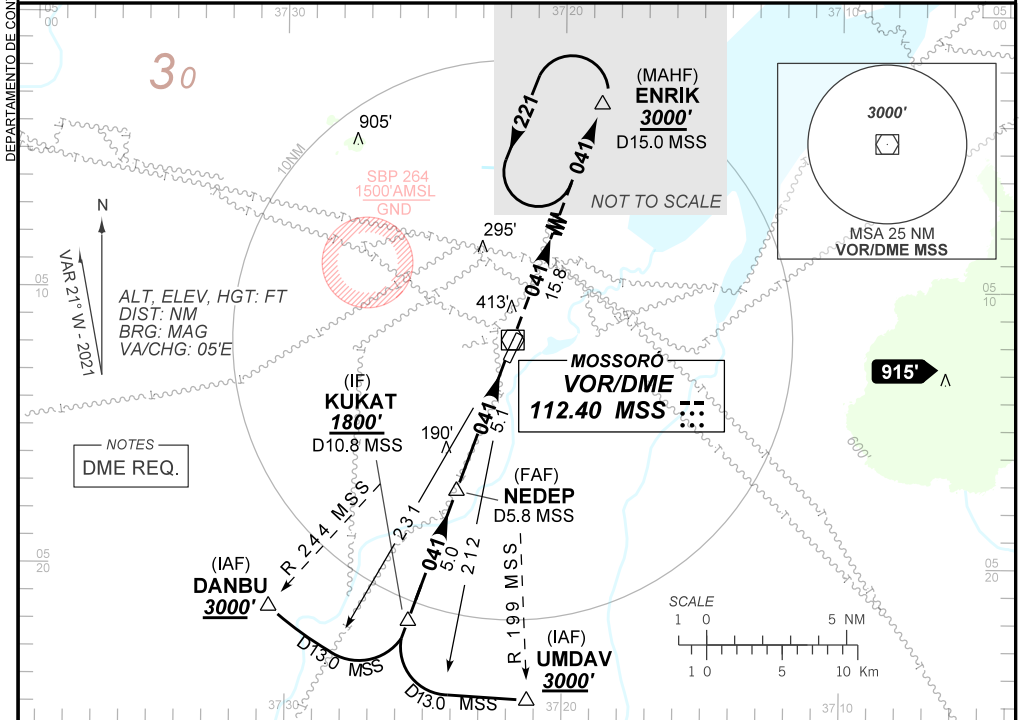 DEPARTAMENTO DE CON
05 00
37 30
37 20
37 10
05 00
30
(MAHF)
ENRIK
3000'
D15.0 MSS
221
041
NOT TO SCALE
3000'
MSA 25 NM
VOR/DME MSS
905'
10NM
SBP 264
1500'AMSL
GND
N
VAR 21° W - 2021
ALT, ELEV, HGT: FT
DIST: NM
BRG: MAG
VA/CHG: 05'E
05 10
295'
413'
041
15.8
05 10
MOSSORÓ
VOR/DME
112.40 MSS
915'
600'
(IF)
KUKAT
1800'
D10.8 MSS
190'
041
5.1
NOTES
DME REQ.
(FAF)
NEDEP
D5.8 MSS
R 244 MSS
231
041
5.0
212
R 199 MSS
05 20
05 20
(IAF)
DANBU
3000'
D13.0 MSS
D13.0 MSS
(IAF)
UMDAV
3000'
SCALE
1 0 5 NM
1 0 5 10 Km
37 30
37 20
37 10